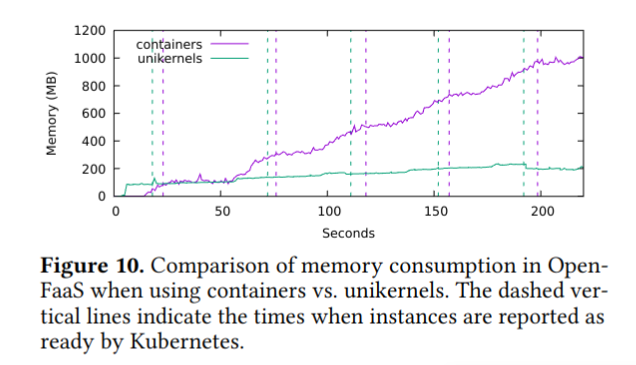 1200
1000
800
600
400
200
0
Memory (MB)
containers
unikernels
0 50 100 150 200
Seconds
Figure 10. Comparison of memory consumption in Open-
FaaS when using containers vs. unikernels. The dashed ver-
tical lines indicate the times when instances are reported as
ready by Kubernetes.